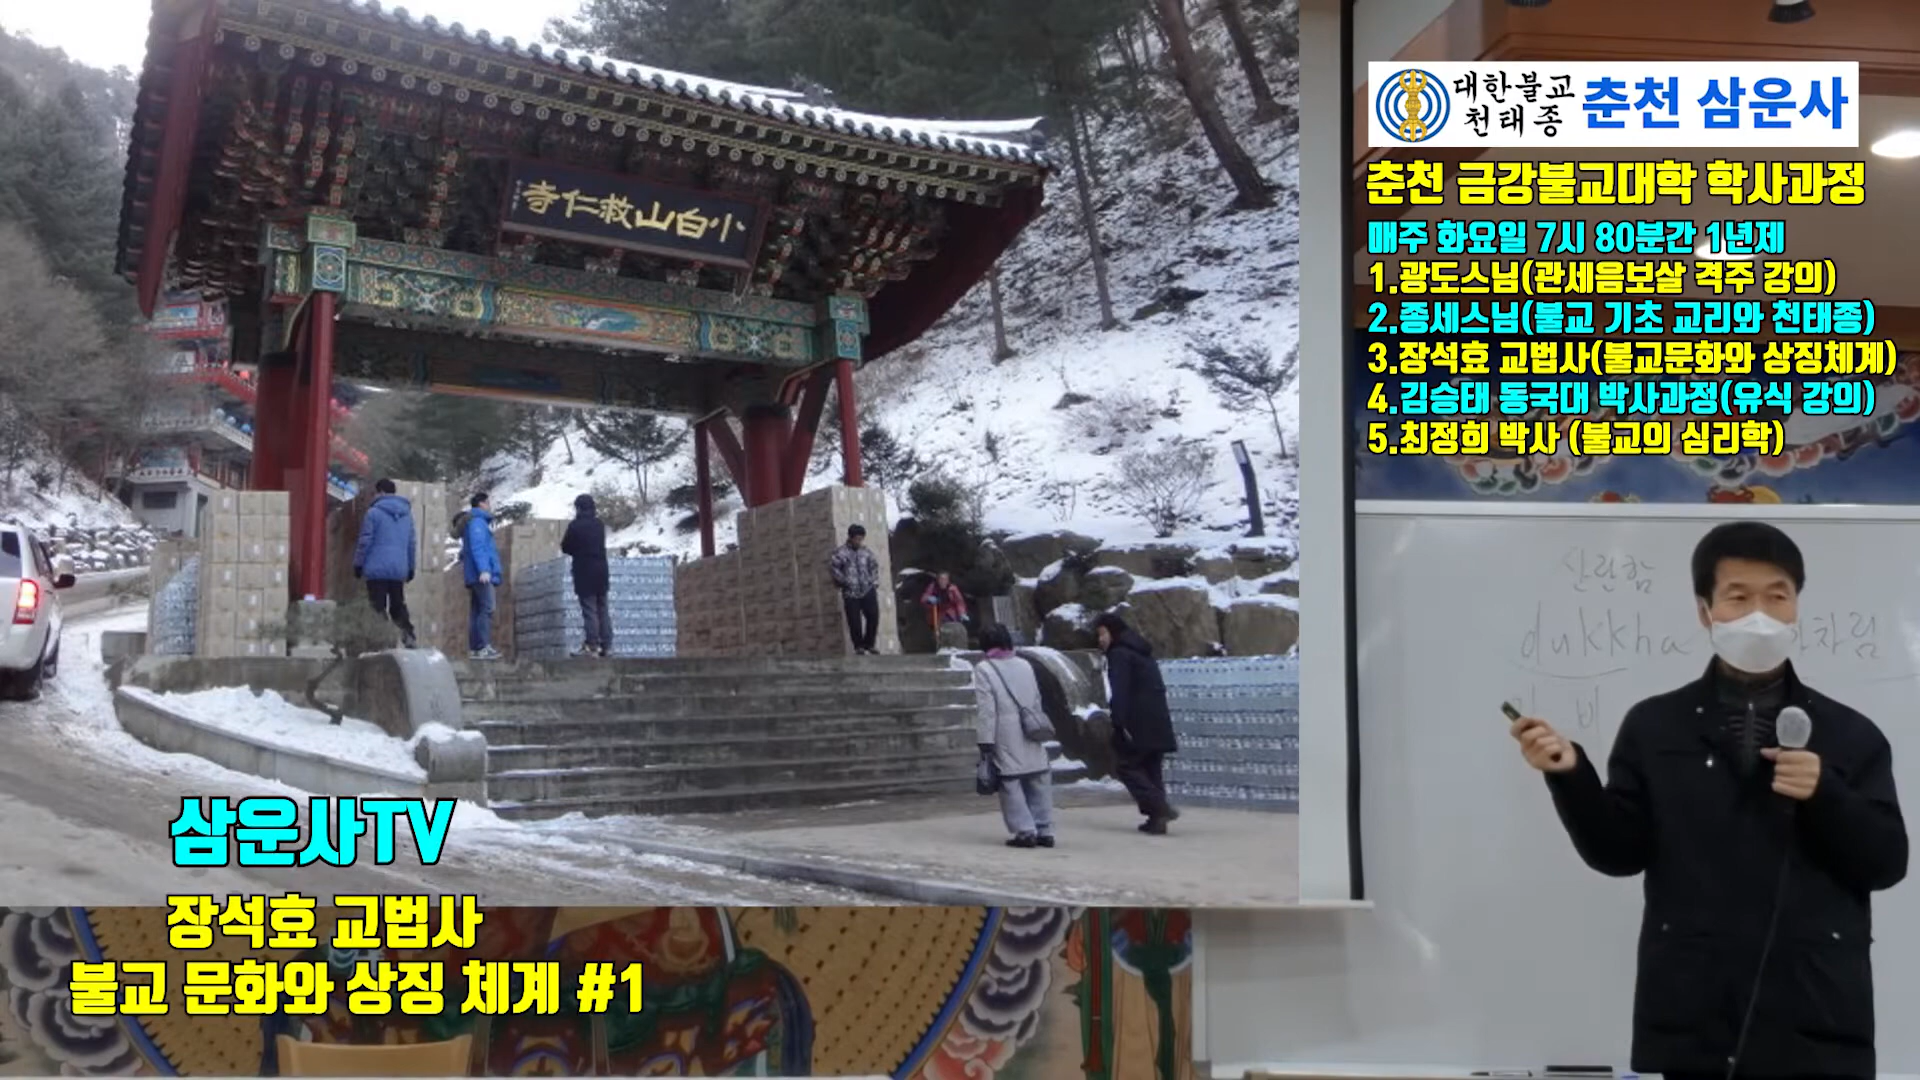 小白山救仁寺
대한불교
천태종
춘천 삼운사
춘천 금강불교대학 학사과정
매주 화요일 7시 80분간 1년제
1.광도스님(관세음보살 격주 강의)
2.종세스님(불교 기초 교리와 천태종)
3.장석효 교법사(불교문화와 상징체계)
4.김승태 동국대 박사과정(유식 강의)
5.최정희 박사 (불교의 심리학)
산란함
dukkha
삼운사TV
장석효 교법사
불교 문화와 상징 체계 #1